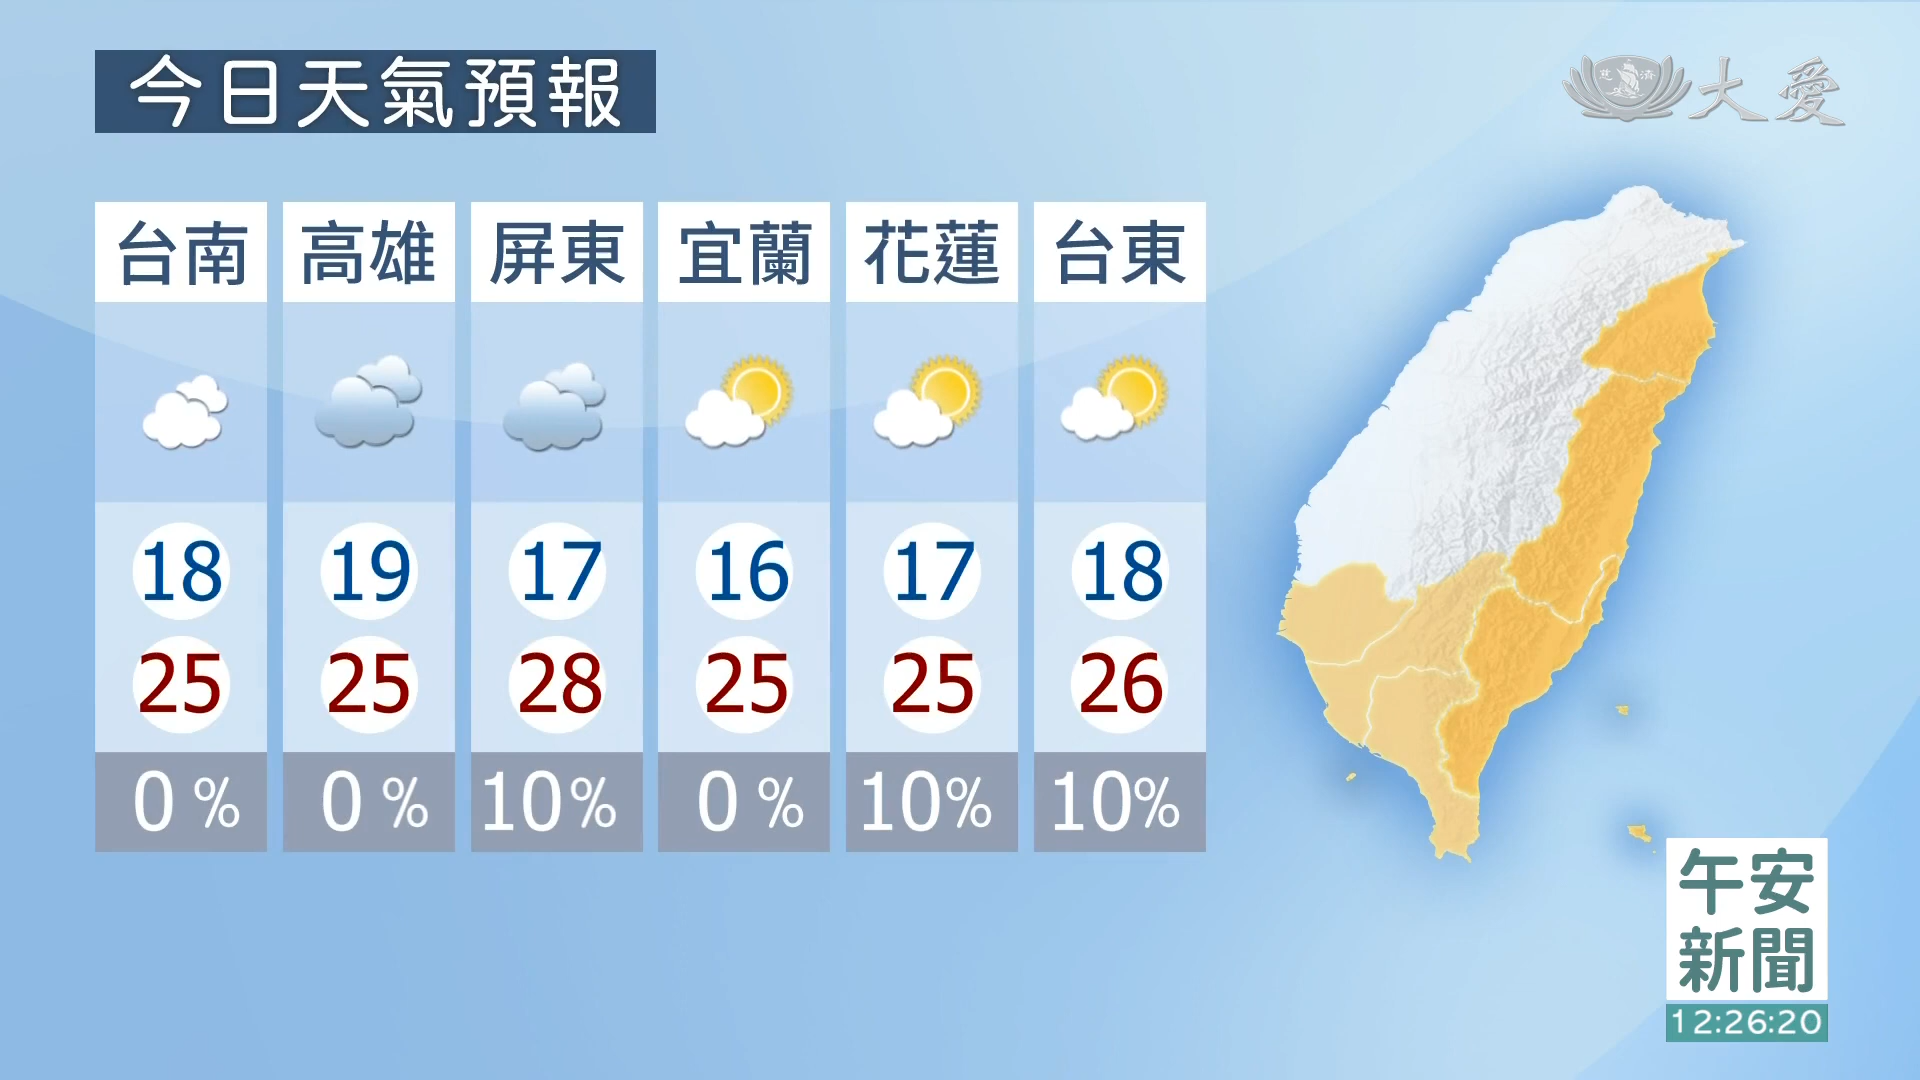 今日天氣預報
慈濟
大愛
台南 高雄 屏東 宜蘭 花蓮 台東
18 19 17 16 17 18
25 25 28 25 25 26
0% 0% 10% 0% 10% 10%
午安
新聞
12:26:20